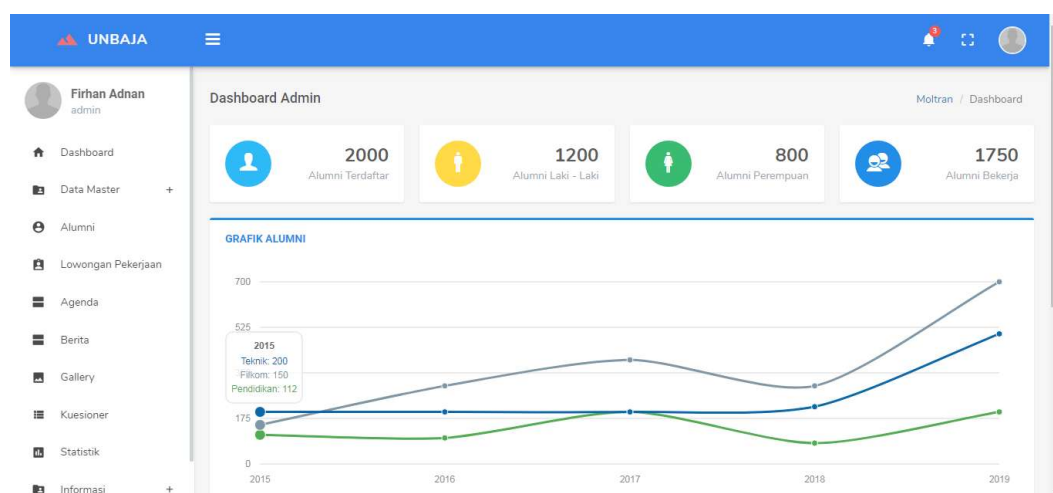 UNBAJA
3
Firhan Adnan
admin
Dashboard
Data Master +
Alumni
Lowongan Pekerjaan
Agenda
Berita
Gallery
Kuesioner
Statistik
Informasi +
Dashboard Admin
Moltran / Dashboard
2000
Alumni Terdaftar
1200
Alumni Laki - Laki
800
Alumni Perempuan
1750
Alumni Bekerja
GRAFIK ALUMNI
700
525
175
0
2015
Teknik: 200
Filkom: 150
Pendidikan: 112
2015 2016 2017 2018 2019